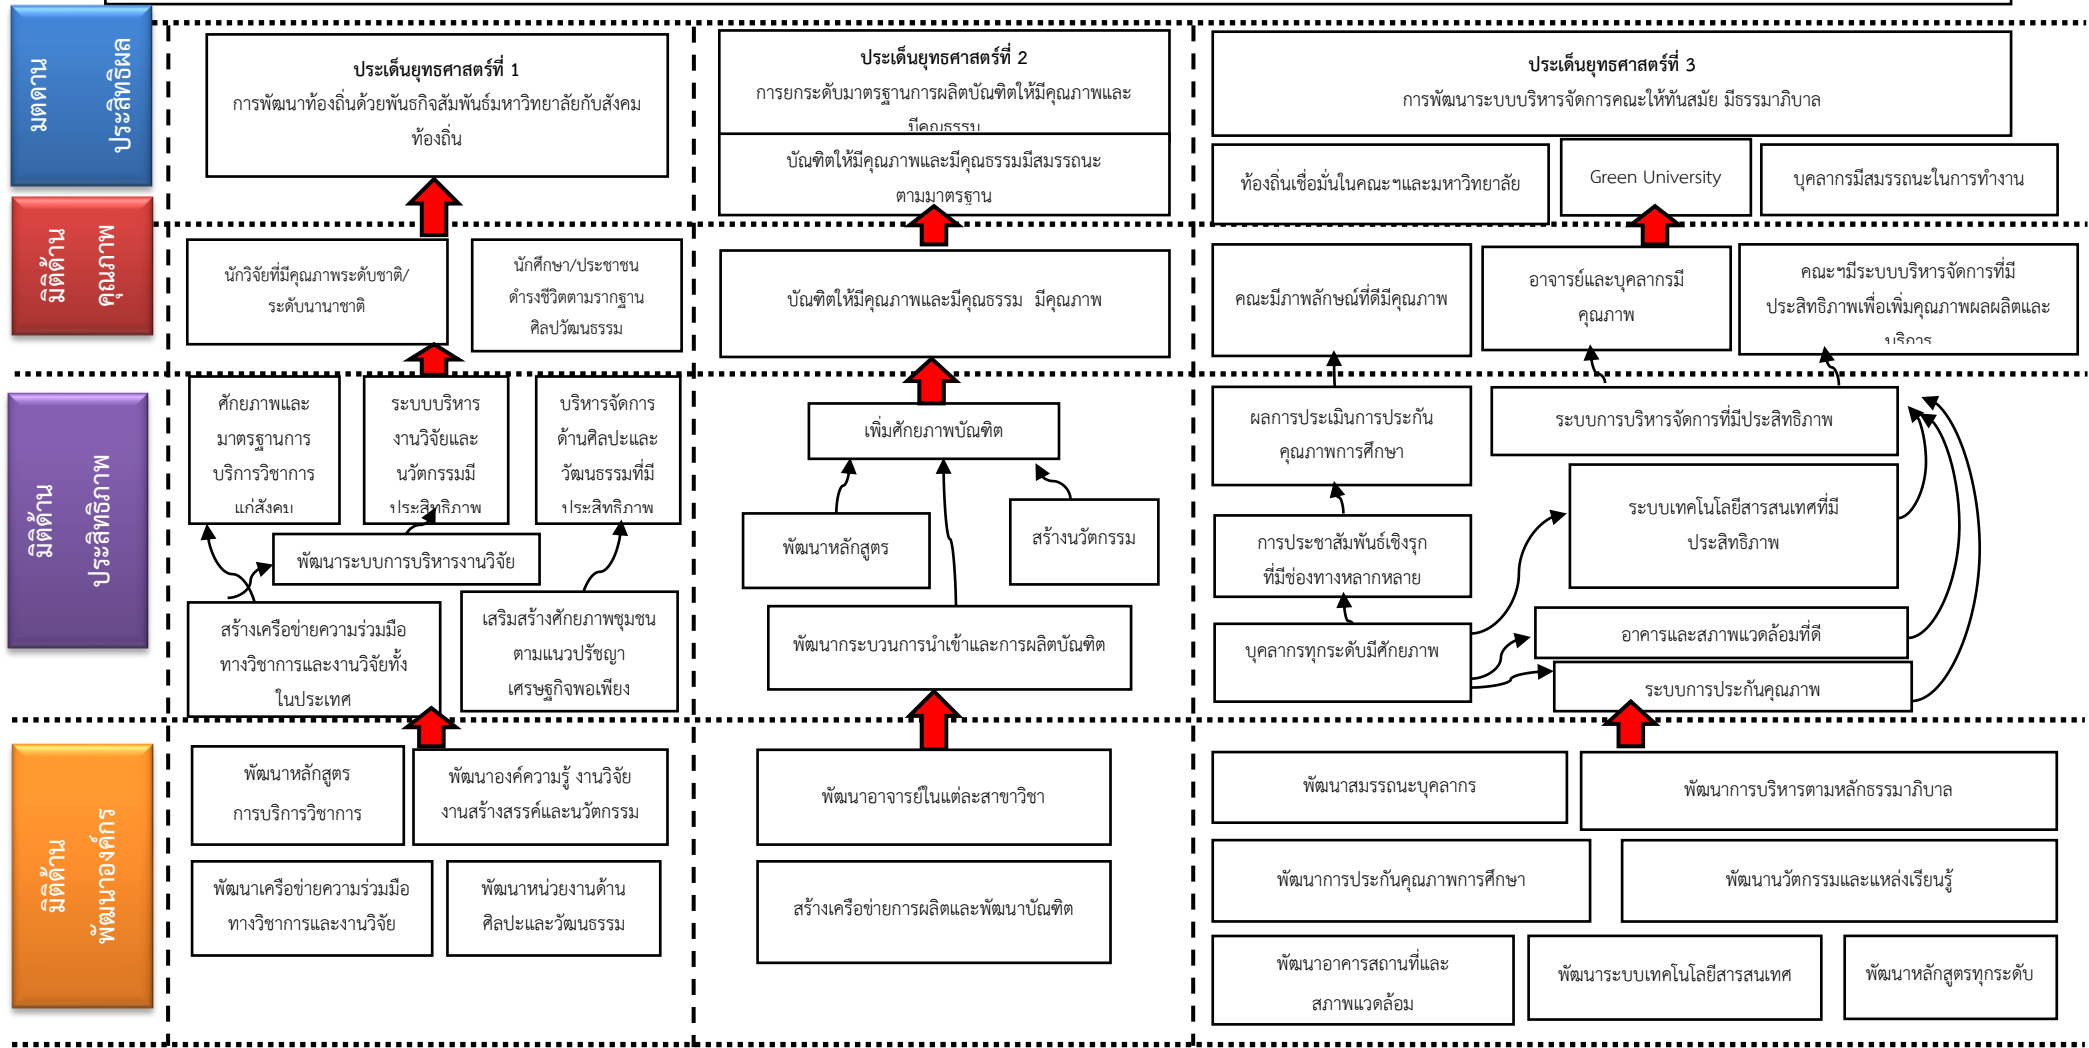 มิติด้าน
ประสิทธิผล
ประเด็นยุทธศาสตร์ที่ 1
การพัฒนาท้องถิ่นด้วยพันธกิจสัมพันธ์มหาวิทยาลัยกับสังคม
ท้องถิ่น
ประเด็นยุทธศาสตร์ที่ 2
การยกระดับมาตรฐานการผลิตบัณฑิตให้มีคุณภาพและ
มีคุณธรรม
บัณฑิตให้มีคุณภาพและมีคุณธรรมมีสมรรถนะ
ตามมาตรฐาน
ประเด็นยุทธศาสตร์ที่ 3
การพัฒนาระบบบริหารจัดการคณะให้ทันสมัย มีธรรมาภิบาล
ท้องถิ่นเชื่อมั่นในคณะฯและมหาวิทยาลัย
Green University
บุคลากรมีสมรรถนะในการทำงาน
มิติด้าน
คุณภาพ
นักวิจัยที่มีคุณภาพระดับชาติ/
ระดับนานาชาติ
นักศึกษา/ประชาชน
ดำรงชีวิตตามรากฐาน
ศิลปวัฒนธรรม
บัณฑิตให้มีคุณภาพและมีคุณธรรม มีคุณภาพ
คณะมีภาพลักษณ์ที่ดีมีคุณภาพ
อาจารย์และบุคลากรมี
คุณภาพ
คณะฯมีระบบบริหารจัดการที่มี
ประสิทธิภาพเพื่อเพิ่มคุณภาพผลผลิตและ
บริการ
มิติด้าน
ประสิทธิภาพ
ศักยภาพและ
มาตรฐานการ
บริการวิชาการ
แก่สังคม
ระบบบริหาร
งานวิจัยและ
นวัตกรรมมี
ประสิทธิภาพ
บริหารจัดการ
ด้านศิลปะและ
วัฒนธรรมที่มี
ประสิทธิภาพ
พัฒนาระบบการบริหารงานวิจัย
สร้างเครือข่ายความร่วมมือ
ทางวิชาการและงานวิจัยทั้ง
ในประเทศ
เสริมสร้างศักยภาพชุมชน
ตามแนวปรัชญา
เศรษฐกิจพอเพียง
เพิ่มศักยภาพบัณฑิต
พัฒนาหลักสูตร
สร้างนวัตกรรม
พัฒนากระบวนการนำเข้าและการผลิตบัณฑิต
ผลการประเมินการประกัน
คุณภาพการศึกษา
การประชาสัมพันธ์เชิงรุก
ที่มีช่องทางหลากหลาย
บุคลากรทุกระดับมีศักยภาพ
ระบบการบริหารจัดการที่มีประสิทธิภาพ
ระบบเทคโนโลยีสารสนเทศที่มี
ประสิทธิภาพ
อาคารและสภาพแวดล้อมที่ดี
ระบบการประกันคุณภาพ
มิติด้าน
พัฒนาองค์กร
พัฒนาหลักสูตร
การบริการวิชาการ
พัฒนาองค์ความรู้ งานวิจัย
งานสร้างสรรค์และนวัตกรรม
พัฒนาเครือข่ายความร่วมมือ
ทางวิชาการและงานวิจัย
พัฒนาหน่วยงานด้าน
ศิลปะและวัฒนธรรม
พัฒนาอาจารย์ในแต่ละสาขาวิชา
สร้างเครือข่ายการผลิตและพัฒนาบัณฑิต
พัฒนาสมรรถนะบุคลากร
พัฒนาการบริหารตามหลักธรรมาภิบาล
พัฒนาการประกันคุณภาพการศึกษา
พัฒนานวัตกรรมและแหล่งเรียนรู้
พัฒนาอาคารสถานที่และ
สภาพแวดล้อม
พัฒนาระบบเทคโนโลยีสารสนเทศ
พัฒนาหลักสูตรทุกระดับ